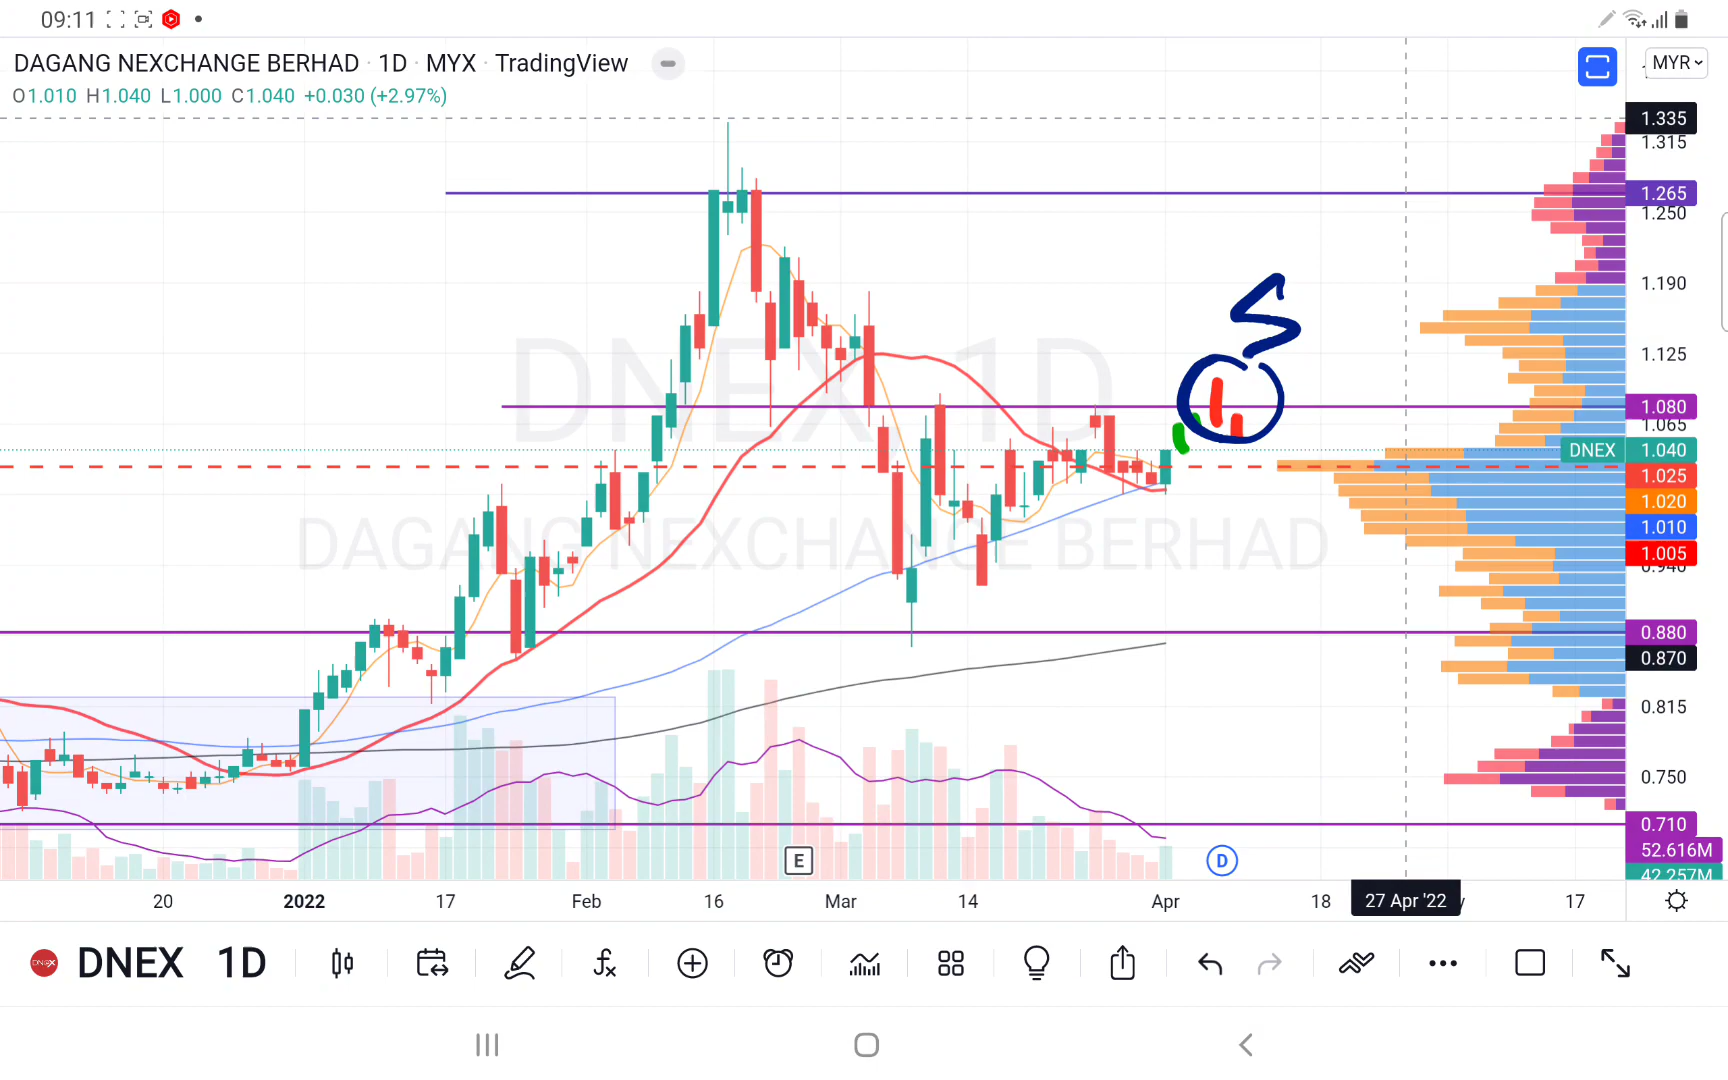 09:11
DAGANG NEXCHANGE BERHAD · 1D · MYX · TradingView
MYR
O1.010 H1.040 L1.000 C1.040 +0.030 (+2.97%)
1.335
1.315
1.265
1.250
1.190
1.125
1.080
1.065
DNEX 1.040
1.025
1.020
1.010
1.005
0.940
0.880
0.870
0.815
0.750
0.710
52.616M
42.257M
DNEX 1D
DAGANG NEXCHANGE BERHAD
S
E
D
20 2022 17 Feb 16 Mar 14 Apr 18 27 Apr '22 17
DNEX 1D